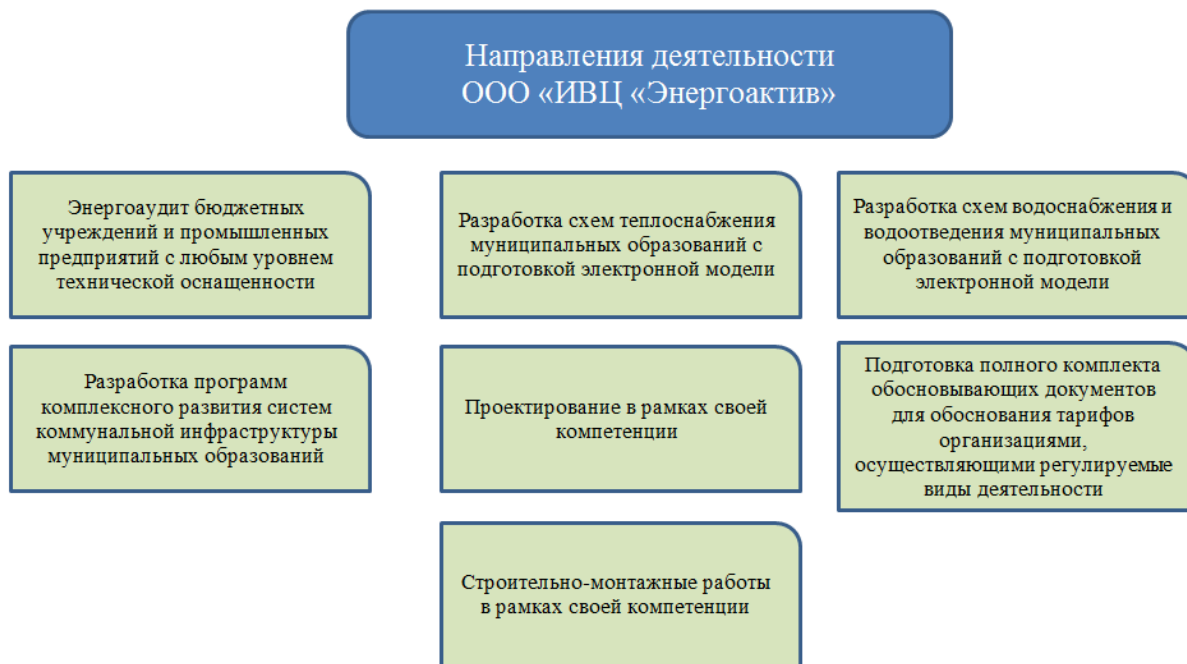 Направления деятельности
ООО «ИВЦ «Энергоактив»
Энергоаудит бюджетных
учреждений и промышленных
предприятий с любым уровнем
технической оснащенности
Разработка схем теплоснабжения
муниципальных образований с
подготовкой электронной модели
Разработка схем водоснабжения и
водоотведения муниципальных
образований с подготовкой
электронной модели
Разработка программ
комплексного развития систем
коммунальной инфраструктуры
муниципальных образований
Проектирование в рамках своей
компетенции
Подготовка полного комплекта
обосновывающих документов
для обоснования тарифов
организациями,
осуществляющими регулируемые
виды деятельности
Строительно-монтажные работы
в рамках своей компетенции